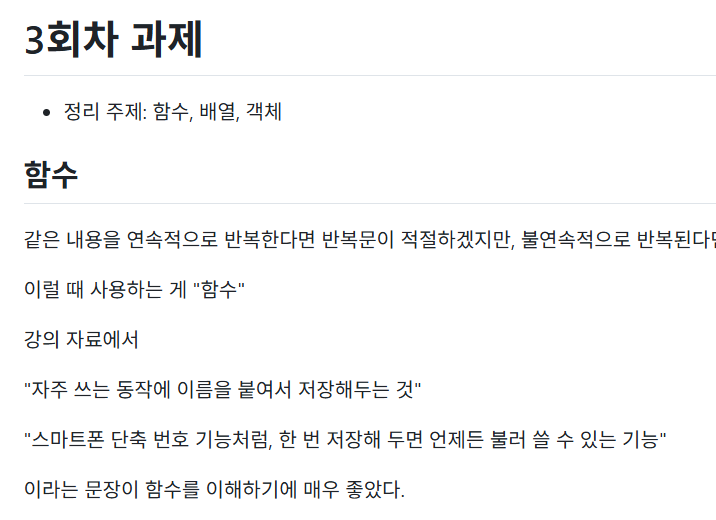 3회차 과제
정리 주제: 함수, 배열, 객체
함수
같은 내용을 연속적으로 반복한다면 반복문이 적절하겠지만, 불연속적으로 반복된다면
이럴 때 사용하는 게 "함수"
강의 자료에서
"자주 쓰는 동작에 이름을 붙여서 저장해두는 것"
"스마트폰 단축 번호 기능처럼, 한 번 저장해 두면 언제든 불러 쓸 수 있는 기능"
이라는 문장이 함수를 이해하기에 매우 좋았다.